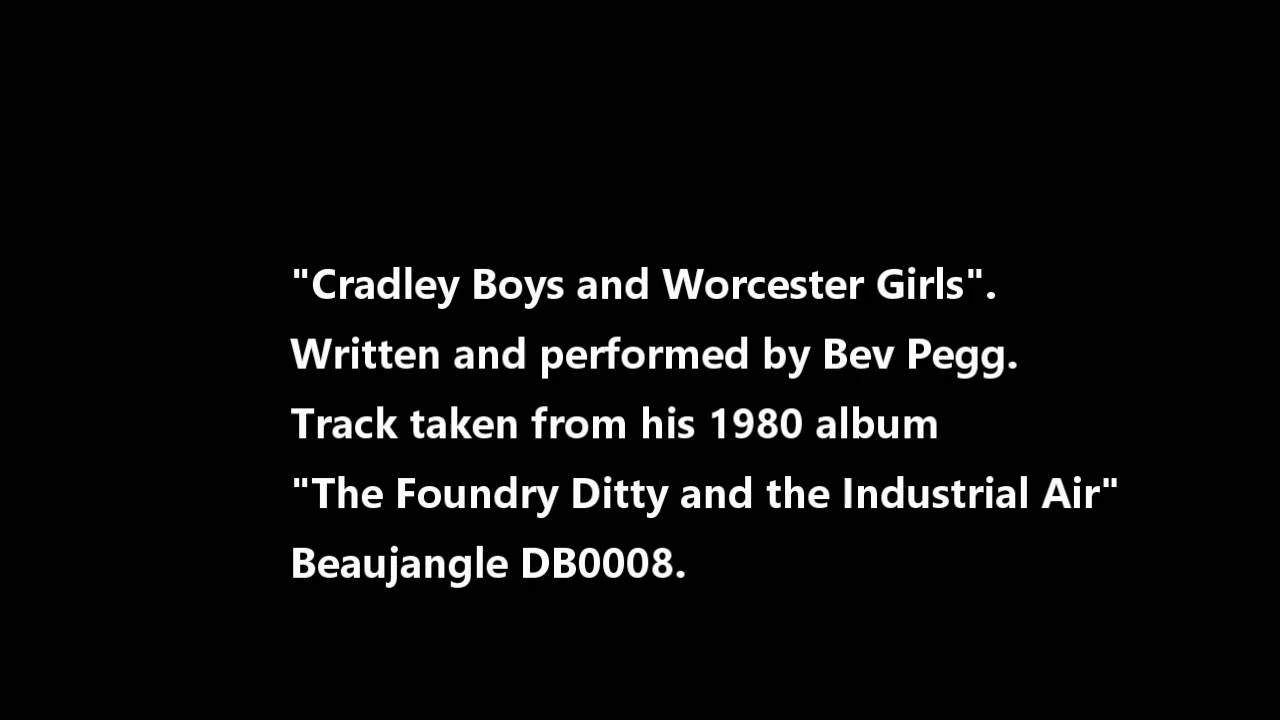 "Cradley Boys and Worcester Girls".
Written and performed by Bev Pegg.
Track taken from his 1980 album
"The Foundry Ditty and the Industrial Air"
Beaujangle DB0008.